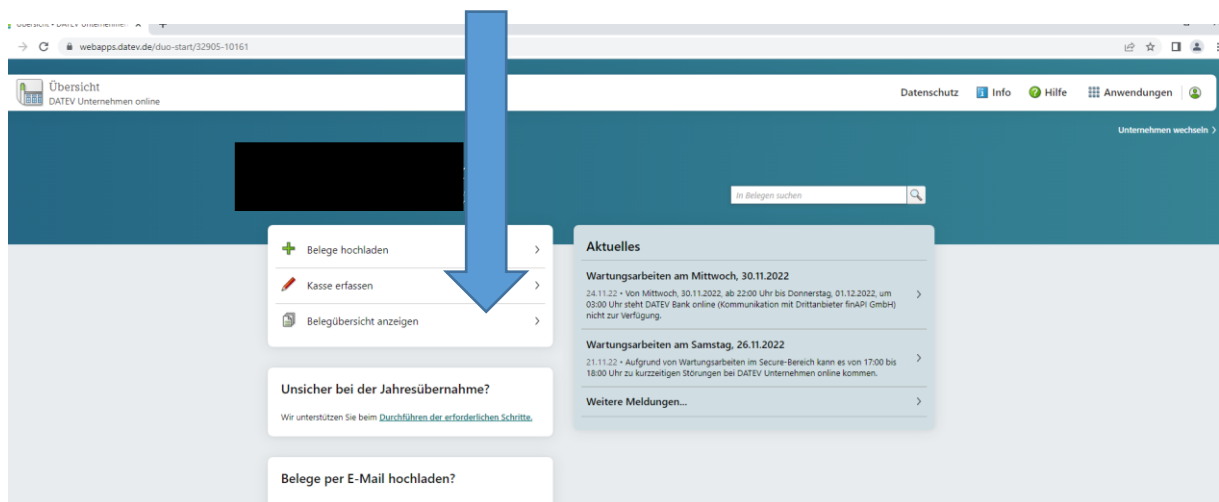 Übersicht • DATEV Unternehmen
webapps.datev.de/duo-start/32905-10161
Übersicht
DATEV Unternehmen online
Datenschutz Info Hilfe Anwendungen
Unternehmen wechseln
In Belegen suchen
Belege hochladen
Kasse erfassen
Belegübersicht anzeigen
Unsicher bei der Jahresübernahme?
Wir unterstützen Sie beim Durchführen der erforderlichen Schritte.
Belege per E-Mail hochladen?
Aktuelles
Wartungsarbeiten am Mittwoch, 30.11.2022
24.11.22 • Von Mittwoch, 30.11.2022, ab 22:00 Uhr bis Donnerstag, 01.12.2022, um
03:00 Uhr steht DATEV Bank online (Kommunikation mit Drittanbieter finAPI GmbH)
nicht zur Verfügung.
Wartungsarbeiten am Samstag, 26.11.2022
21.11.22 • Aufgrund von Wartungsarbeiten im Secure-Bereich kann es von 17:00 bis
18:00 Uhr zu kurzzeitigen Störungen bei DATEV Unternehmen online kommen.
Weitere Meldungen...